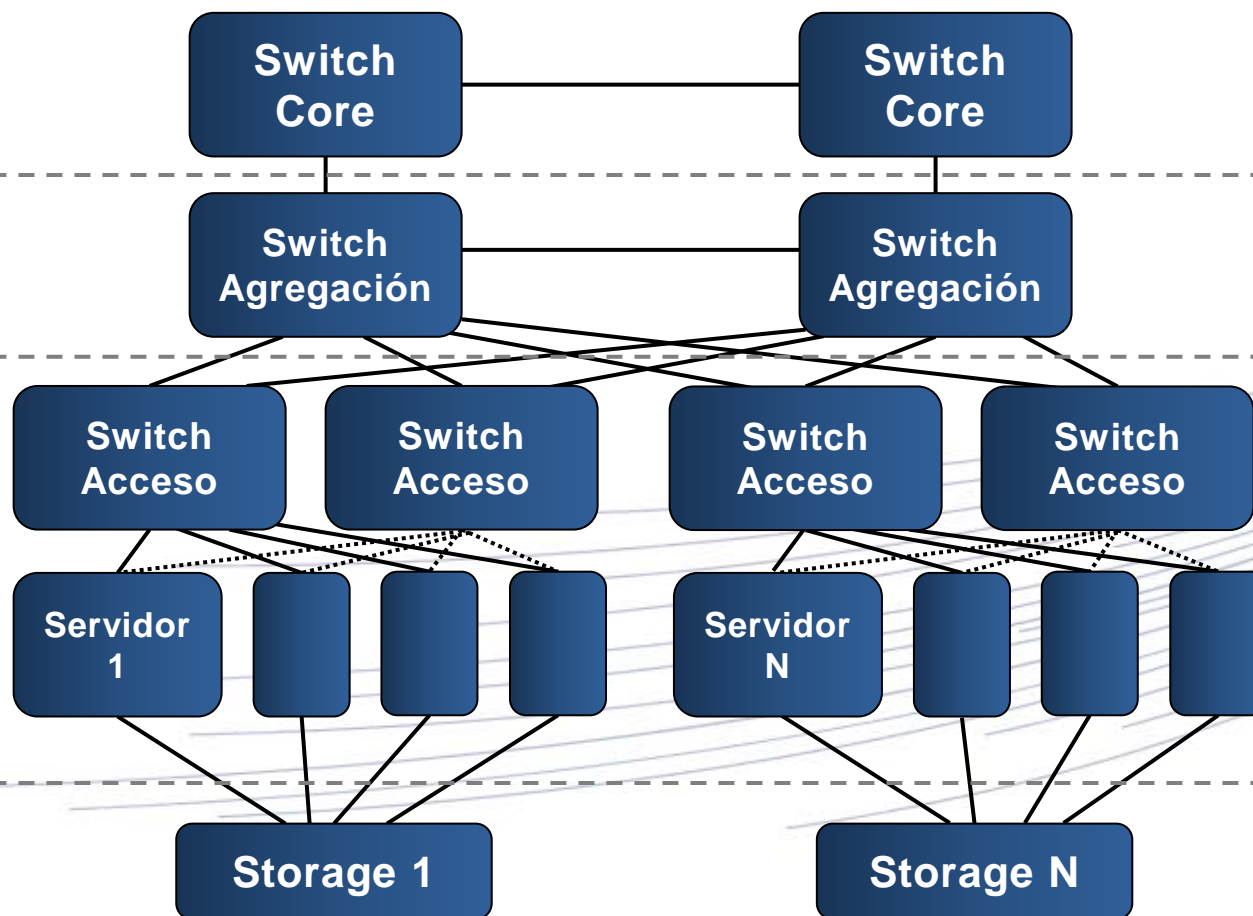 Switch
Core
Switch
Core
Switch
Agregación
Switch
Agregación
Switch
Acceso
Switch
Acceso
Switch
Acceso
Switch
Acceso
Servidor
1
Servidor
N
Storage 1
Storage N